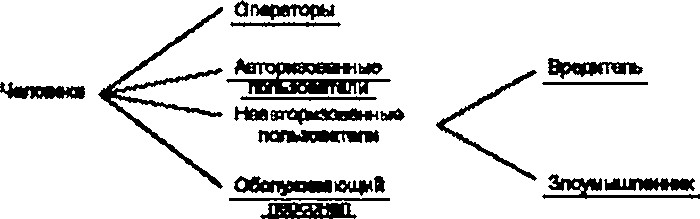 Операторы
Авторизованные
пользователи
Человек
Неавторизованные
пользователи
Вредитель
Обслуживающий
персонал
Злоумышленник